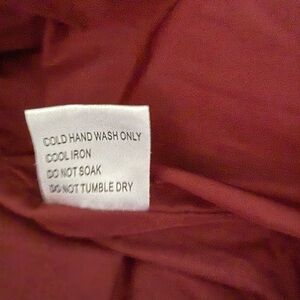 COLD HAND WASH ONLY
COOL IRON
DO NOT SOAK
DO NOT TUMBLE DRY